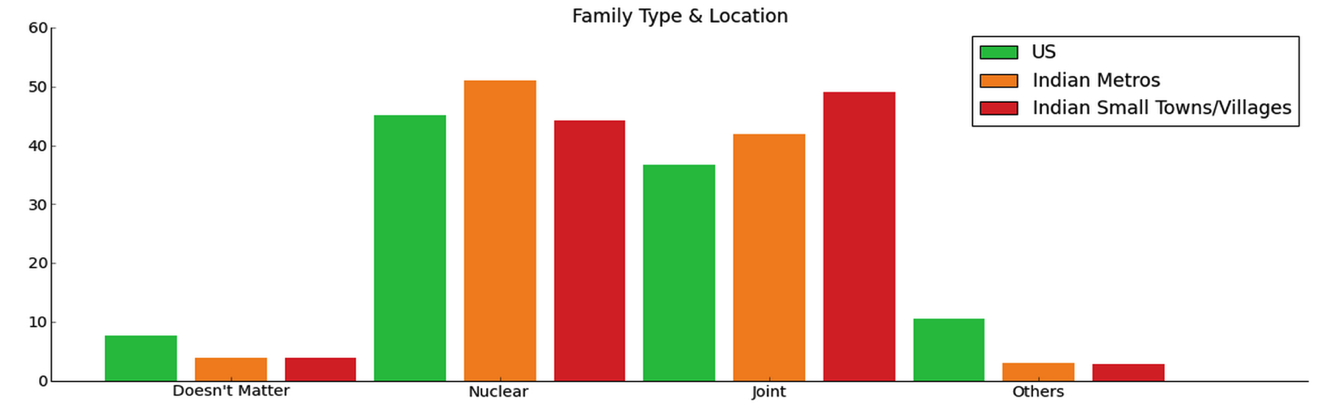 Family Type & Location
60
50
40
30
20
10
0
US
Indian Metros
Indian Small Towns/Villages
Doesn't Matter
Nuclear
Joint
Others